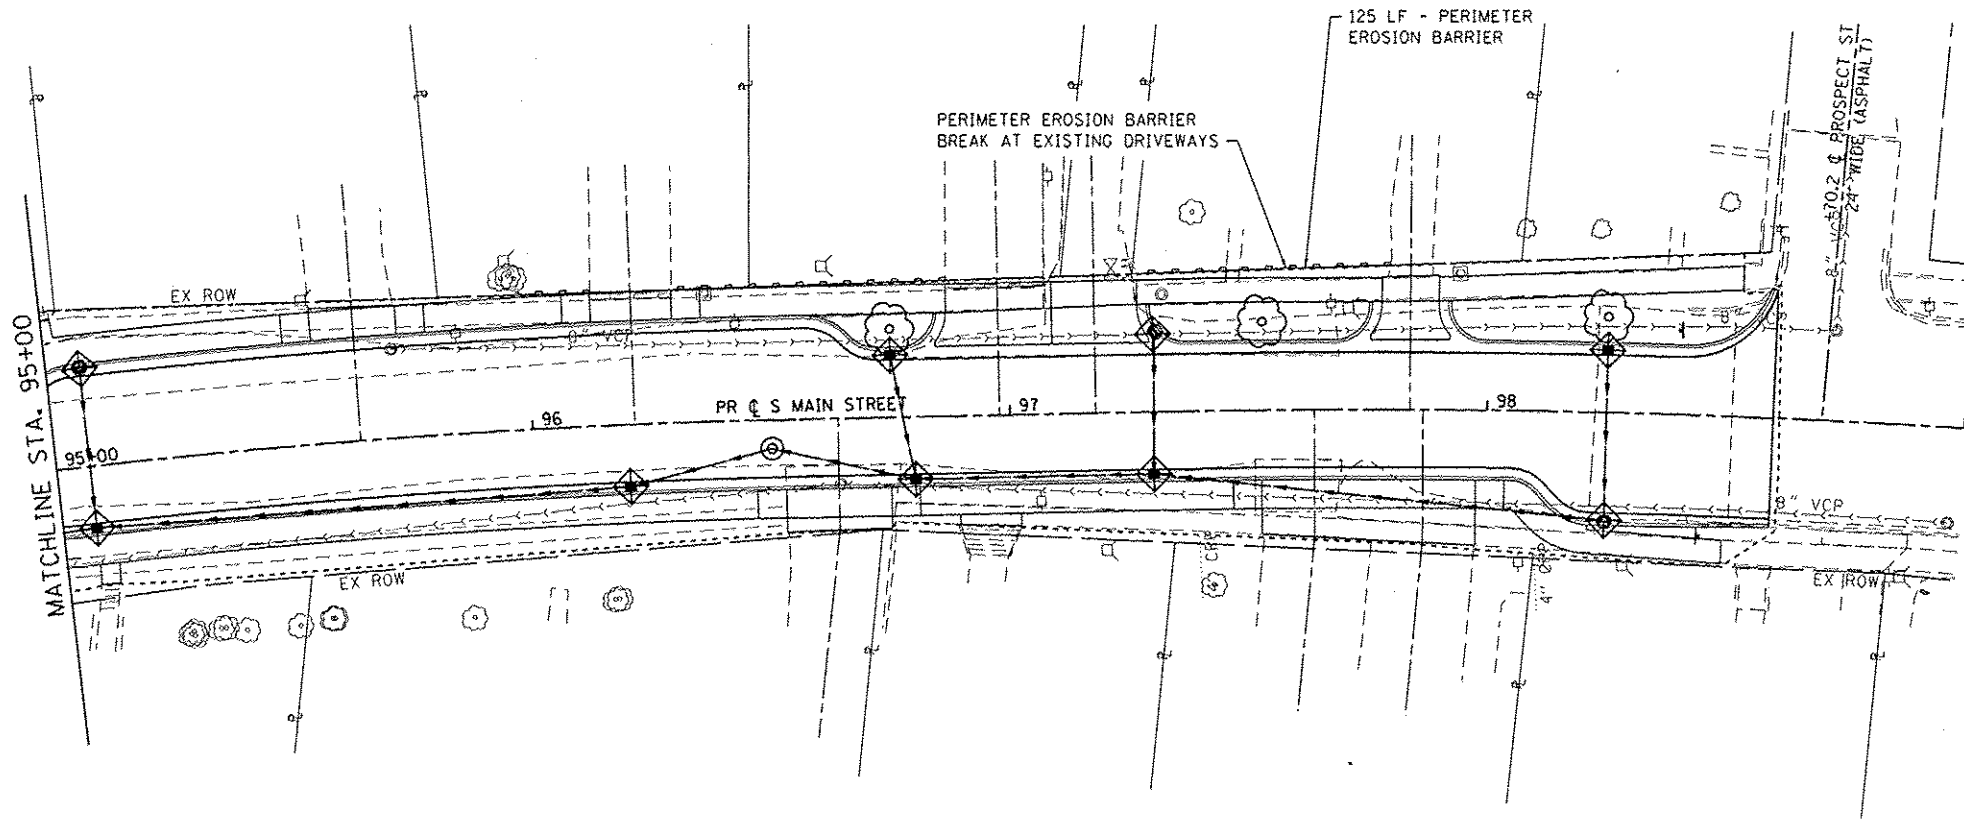 125 LF - PERIMETER
EROSION BARRIER
PERIMETER EROSION BARRIER
BREAK AT EXISTING DRIVEWAYS
℄ PROSPECT ST
24' WIDE (ASPHALT)
8" VCP
EX ROW
MATCHLINE STA. 95+00
95+00
96
PR ℄ S MAIN STREET
97
98
8" VCP
EX ROW
EX ROW
4" CPP